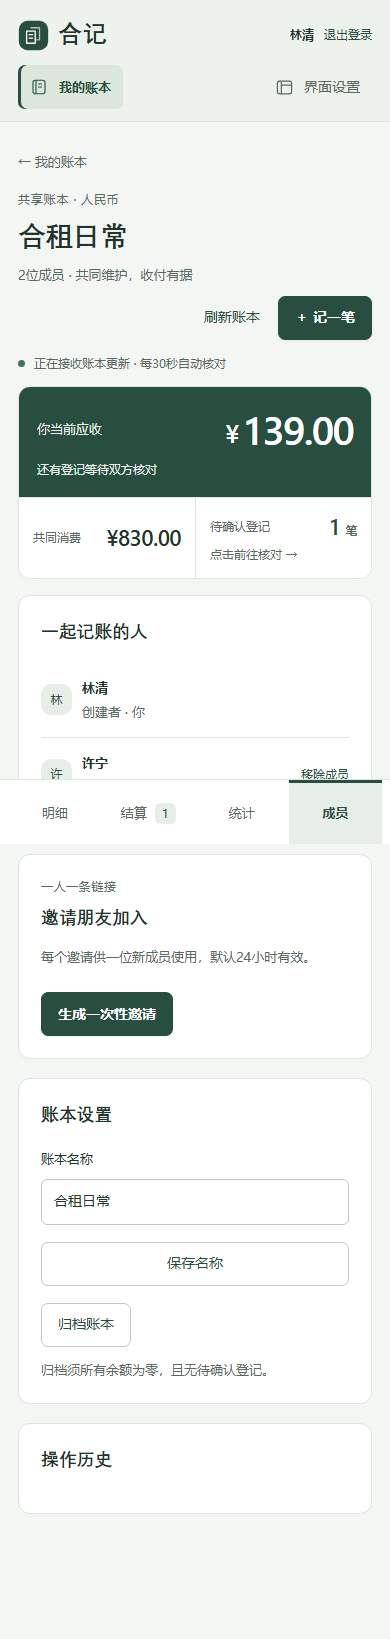 合记
林清 退出登录
我的账本 界面设置
← 我的账本
共享账本 · 人民币
合租日常
2位成员 · 共同维护，收付有据
刷新账本 + 记一笔
正在接收账本更新 · 每30秒自动核对
你当前应收 ¥139.00
还有登记等待双方核对
共同消费 ¥830.00
待确认登记 1 笔
点击前往核对 →
一起记账的人
林 林清
创建者 · 你
许 许宁
移除成员
明细 结算 1 统计 成员
一人一条链接
邀请朋友加入
每个邀请供一位新成员使用，默认24小时有效。
生成一次性邀请
账本设置
账本名称
合租日常
保存名称
归档账本
归档须所有余额为零，且无待确认登记。
操作历史